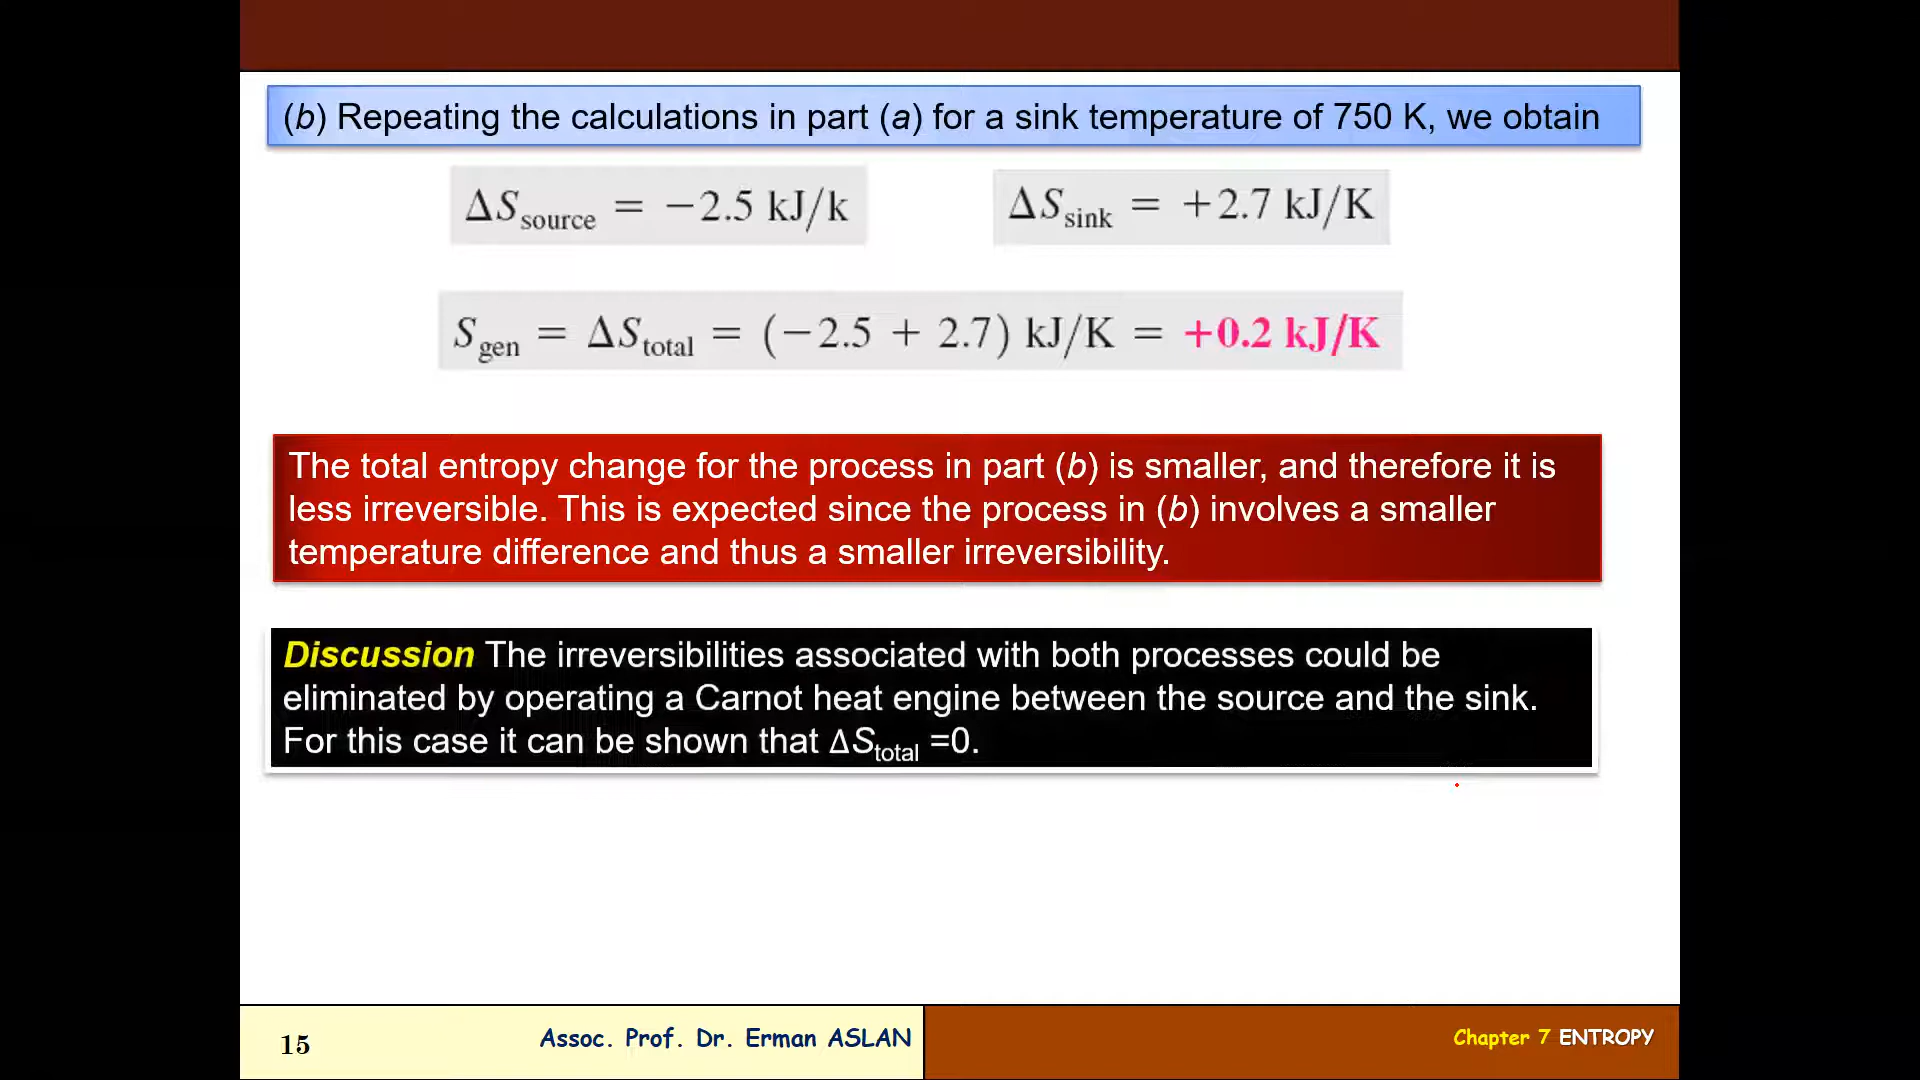 (b) Repeating the calculations in part (a) for a sink temperature of 750 K, we obtain
ΔS_source = −2.5 kJ/k
ΔS_sink = +2.7 kJ/K
S_gen = ΔS_total = (−2.5 + 2.7) kJ/K = +0.2 kJ/K
The total entropy change for the process in part (b) is smaller, and therefore it is
less irreversible. This is expected since the process in (b) involves a smaller
temperature difference and thus a smaller irreversibility.
Discussion The irreversibilities associated with both processes could be
eliminated by operating a Carnot heat engine between the source and the sink.
For this case it can be shown that ΔS_total =0.
15
Assoc. Prof. Dr. Erman ASLAN
Chapter 7 ENTROPY